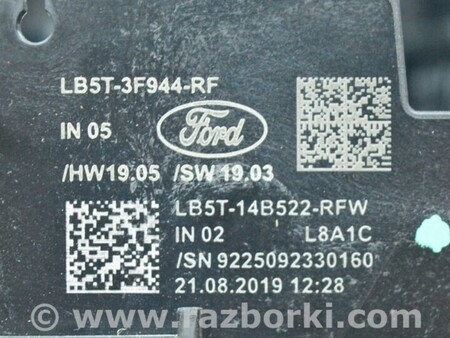 LB5T-3F944-RF
IN 05
Ford
/HW19.05 /SW 19.03
LB5T-14B522-RFW
IN 02 L8A1C
/SN 9225092330160
21.08.2019 12:28
© www.razborki.com